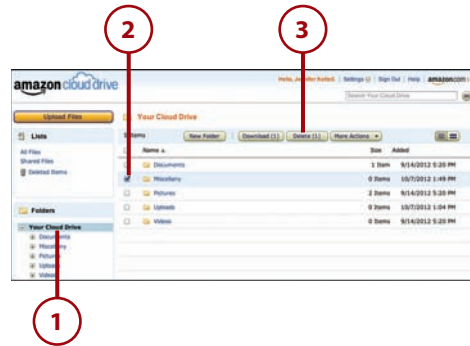 2
3
amazon cloud drive
Hello, Jennifer Kettell | Settings | Sign Out | Help | amazon.com
Search Your Cloud Drive
Upload Files
Your Cloud Drive
Lists
5 Items
New Folder
Download (1)
Delete (1)
More Actions
Name
Size
Added
All Files
Shared Files
Deleted Items
Documents
1 Item
9/14/2012 5:20 PM
Miscellany
0 Items
10/7/2012 1:49 PM
Pictures
2 Items
9/14/2012 5:20 PM
Uploads
0 Items
10/7/2012 1:04 PM
Videos
0 Items
9/14/2012 5:20 PM
Folders
Your Cloud Drive
Documents
Miscellany
Pictures
Uploads
Videos
1